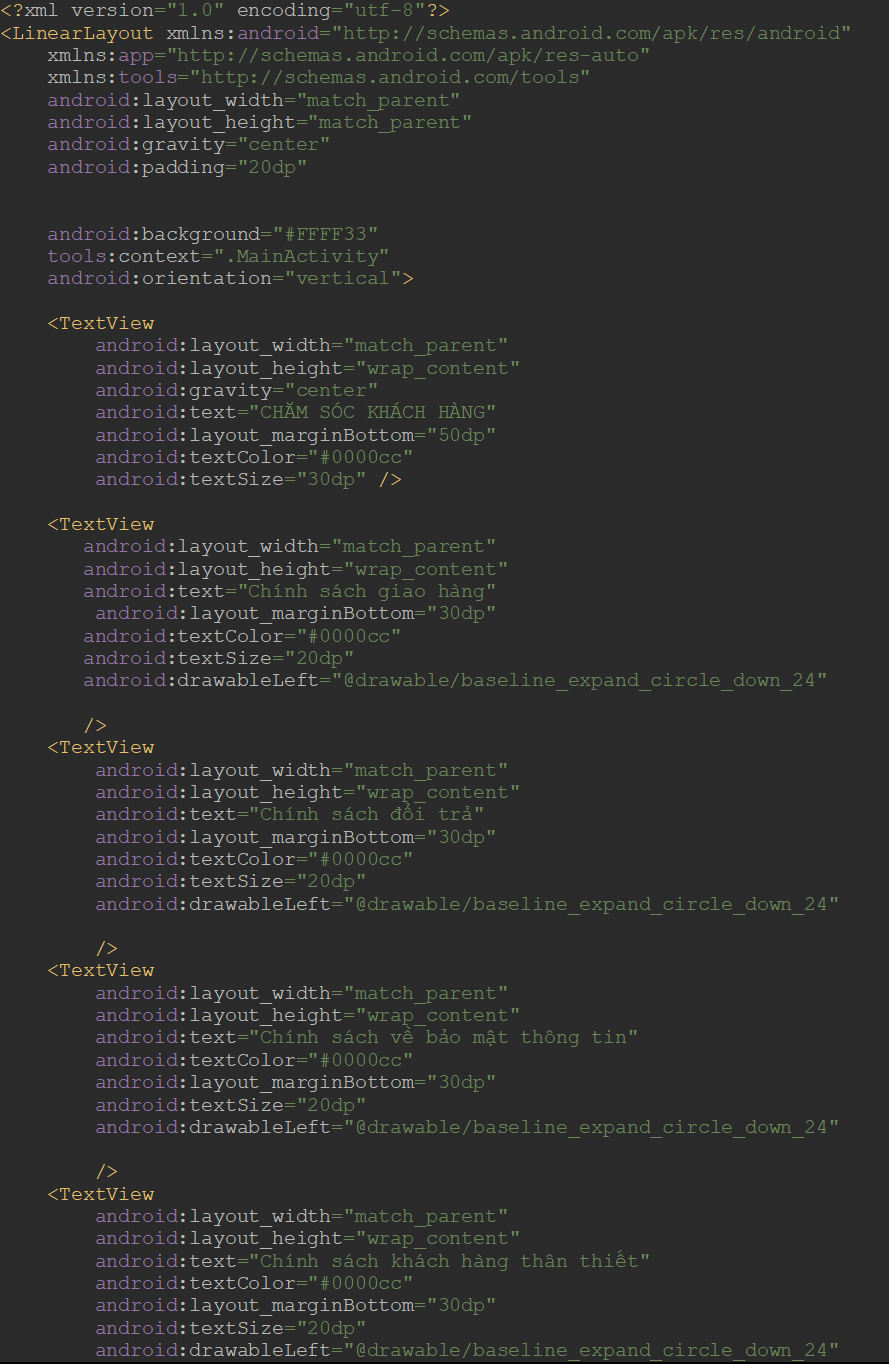 <?xml version="1.0" encoding="utf-8"?>
<LinearLayout xmlns:android="http://schemas.android.com/apk/res/android"
    xmlns:app="http://schemas.android.com/apk/res-auto"
    xmlns:tools="http://schemas.android.com/tools"
    android:layout_width="match_parent"
    android:layout_height="match_parent"
    android:gravity="center"
    android:padding="20dp"
    android:background="#FFFF33"
    tools:context=".MainActivity"
    android:orientation="vertical">
    <TextView
        android:layout_width="match_parent"
        android:layout_height="wrap_content"
        android:gravity="center"
        android:text="CHĂM SÓC KHÁCH HÀNG"
        android:layout_marginBottom="50dp"
        android:textColor="#0000cc"
        android:textSize="30dp" />
    <TextView
       android:layout_width="match_parent"
       android:layout_height="wrap_content"
       android:text="Chính sách giao hàng"
        android:layout_marginBottom="30dp"
       android:textColor="#0000cc"
       android:textSize="20dp"
       android:drawableLeft="@drawable/baseline_expand_circle_down_24"
       />
    <TextView
        android:layout_width="match_parent"
        android:layout_height="wrap_content"
        android:text="Chính sách đổi trả"
        android:layout_marginBottom="30dp"
        android:textColor="#0000cc"
        android:textSize="20dp"
        android:drawableLeft="@drawable/baseline_expand_circle_down_24"
        />
    <TextView
        android:layout_width="match_parent"
        android:layout_height="wrap_content"
        android:text="Chính sách về bảo mật thông tin"
        android:textColor="#0000cc"
        android:layout_marginBottom="30dp"
        android:textSize="20dp"
        android:drawableLeft="@drawable/baseline_expand_circle_down_24"
        />
    <TextView
        android:layout_width="match_parent"
        android:layout_height="wrap_content"
        android:text="Chính sách khách hàng thân thiết"
        android:textColor="#0000cc"
        android:layout_marginBottom="30dp"
        android:textSize="20dp"
        android:drawableLeft="@drawable/baseline_expand_circle_down_24"